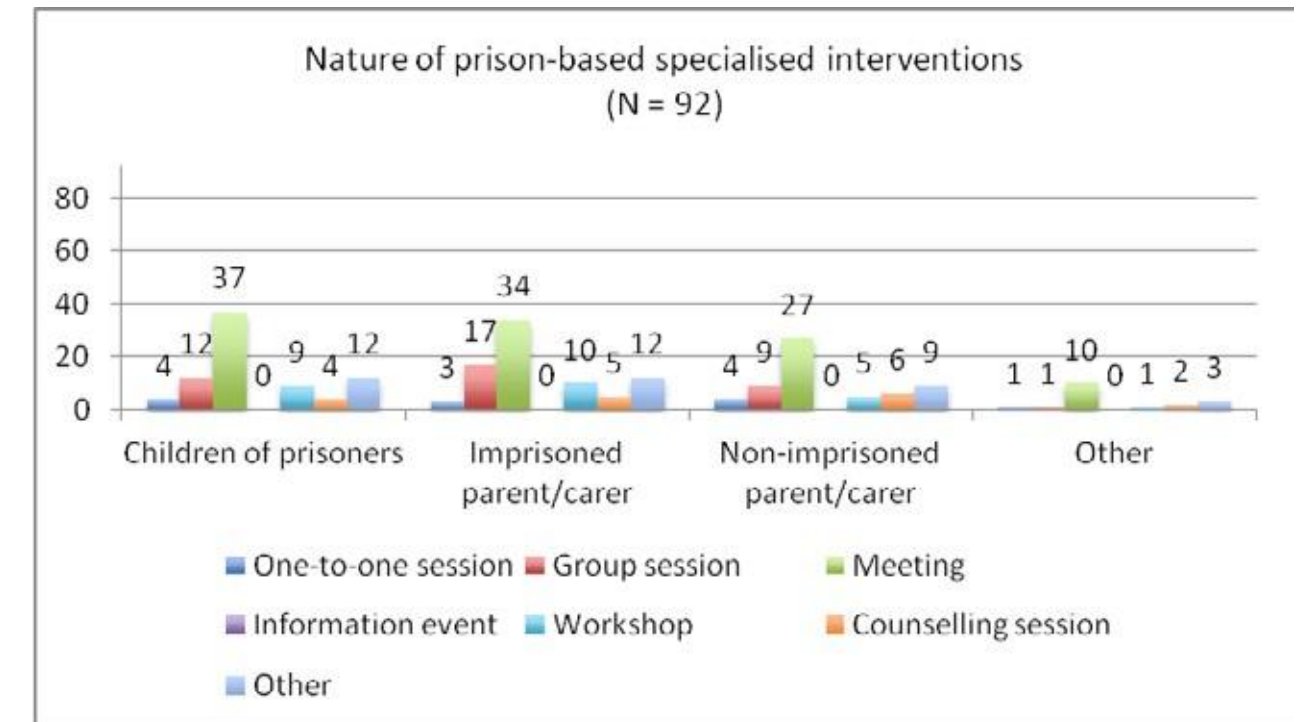 Nature of prison-based specialised interventions
(N = 92)
80
60
40
20
0
4 12 37 0 9 4 12
3 17 34 0 10 5 12
4 9 27 0 5 6 9
1 1 10 0 1 2 3
Children of prisoners
Imprisoned
parent/carer
Non-imprisoned
parent/carer
Other
One-to-one session
Group session
Meeting
Information event
Workshop
Counselling session
Other